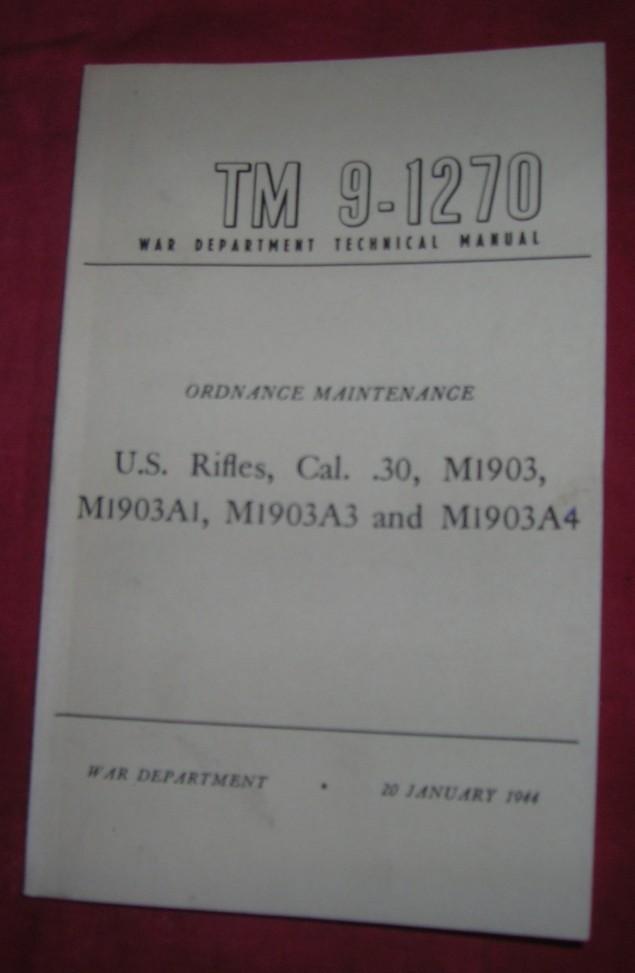 TM 9-1270
WAR DEPARTMENT TECHNICAL MANUAL
ORDNANCE MAINTENANCE
U.S. Rifles, Cal. .30, M1903,
M1903A1, M1903A3 and M1903A4
WAR DEPARTMENT • 20 JANUARY 1944